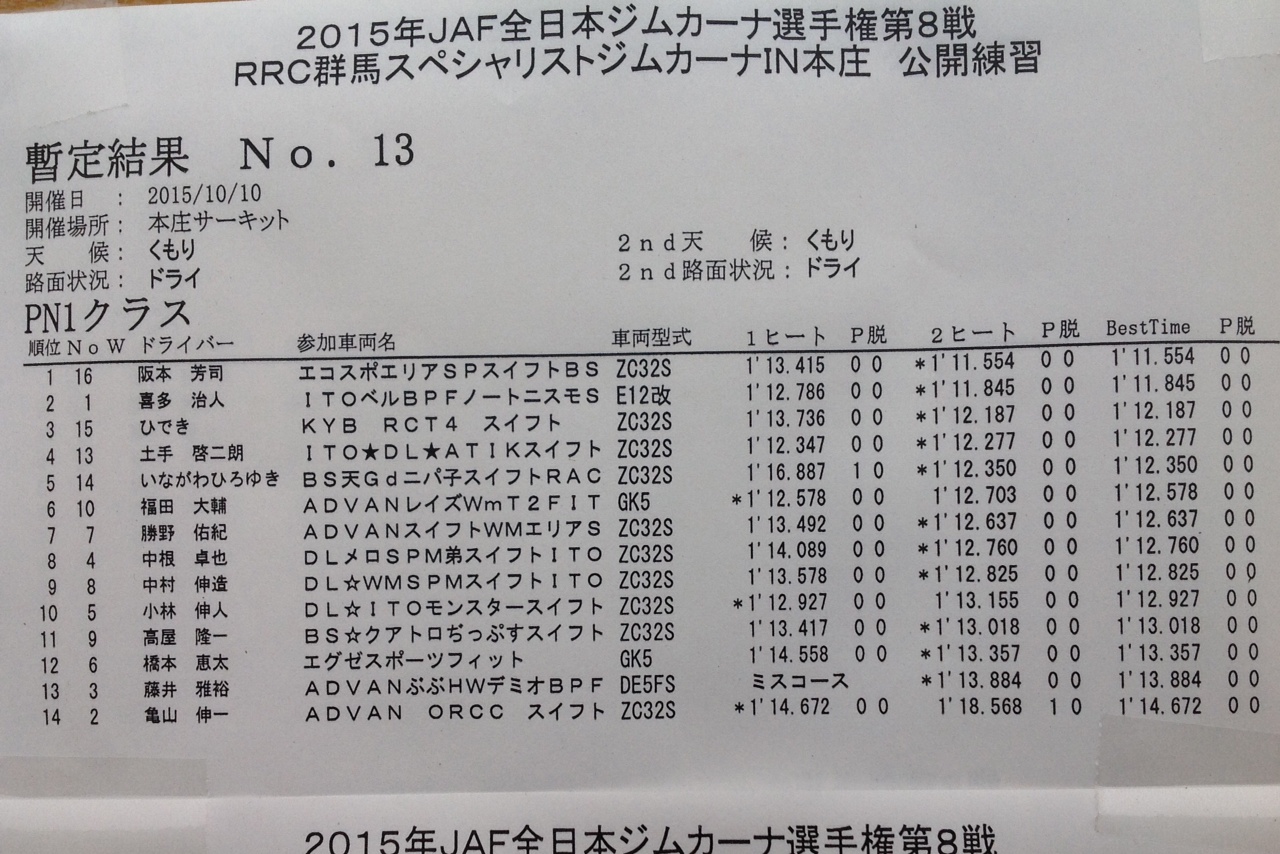 2015年JAF全日本ジムカーナ選手権第8戦
RRC群馬スペシャリストジムカーナIN本庄 公開練習
暫定結果 No. 13
開催日 : 2015/10/10
開催場所: 本庄サーキット
天 候: くもり 2nd天 候: くもり
路面状況: ドライ 2nd路面状況: ドライ
PN1クラス
順位 No W ドライバー 参加車両名 車両型式 1ヒート P脱 2ヒート P脱 BestTime P脱
1 16 阪本 芳司 エコスポエリアSPスイフトBS ZC32S 1'13.415 0 0 *1'11.554 0 0 1'11.554 0 0
2 1 喜多 治人 ITOベルBPFノートニスモS E12改 1'12.786 0 0 *1'11.845 0 0 1'11.845 0 0
3 15 ひでき KYB RCT4 スイフト ZC32S 1'13.736 0 0 *1'12.187 0 0 1'12.187 0 0
4 13 土手 啓二朗 ITO★DL★ATIKスイフト ZC32S 1'12.347 0 0 *1'12.277 0 0 1'12.277 0 0
5 14 いながわひろゆき BS天Gdニパ子スイフトRAC ZC32S 1'16.887 1 0 *1'12.350 0 0 1'12.350 0 0
6 10 福田 大輔 ADVANレイズWmT2FIT GK5 *1'12.578 0 0 1'12.703 0 0 1'12.578 0 0
7 7 勝野 佑紀 ADVANスイフトWMエリアS ZC32S 1'13.492 0 0 *1'12.637 0 0 1'12.637 0 0
8 4 中根 卓也 DLメロSPM弟スイフトITO ZC32S 1'14.089 0 0 *1'12.760 0 0 1'12.760 0 0
9 8 中村 伸造 DL☆WMSPMスイフトITO ZC32S 1'13.578 0 0 *1'12.825 0 0 1'12.825 0 0
10 5 小林 伸人 DL☆ITOモンスタースイフト ZC32S *1'12.927 0 0 1'13.155 0 0 1'12.927 0 0
11 9 高屋 隆一 BS☆クアトロぢっぷすスイフト ZC32S 1'13.417 0 0 *1'13.018 0 0 1'13.018 0 0
12 6 橋本 恵太 エグゼスポーツフィット GK5 1'14.558 0 0 *1'13.357 0 0 1'13.357 0 0
13 3 藤井 雅裕 ADVANぶぶHWデミオBPF DE5FS ミスコース *1'13.884 0 0 1'13.884 0 0
14 2 亀山 伸一 ADVAN ORCC スイフト ZC32S *1'14.672 0 0 1'18.568 1 0 1'14.672 0 0
2015年JAF全日本ジムカーナ選手権第8戦